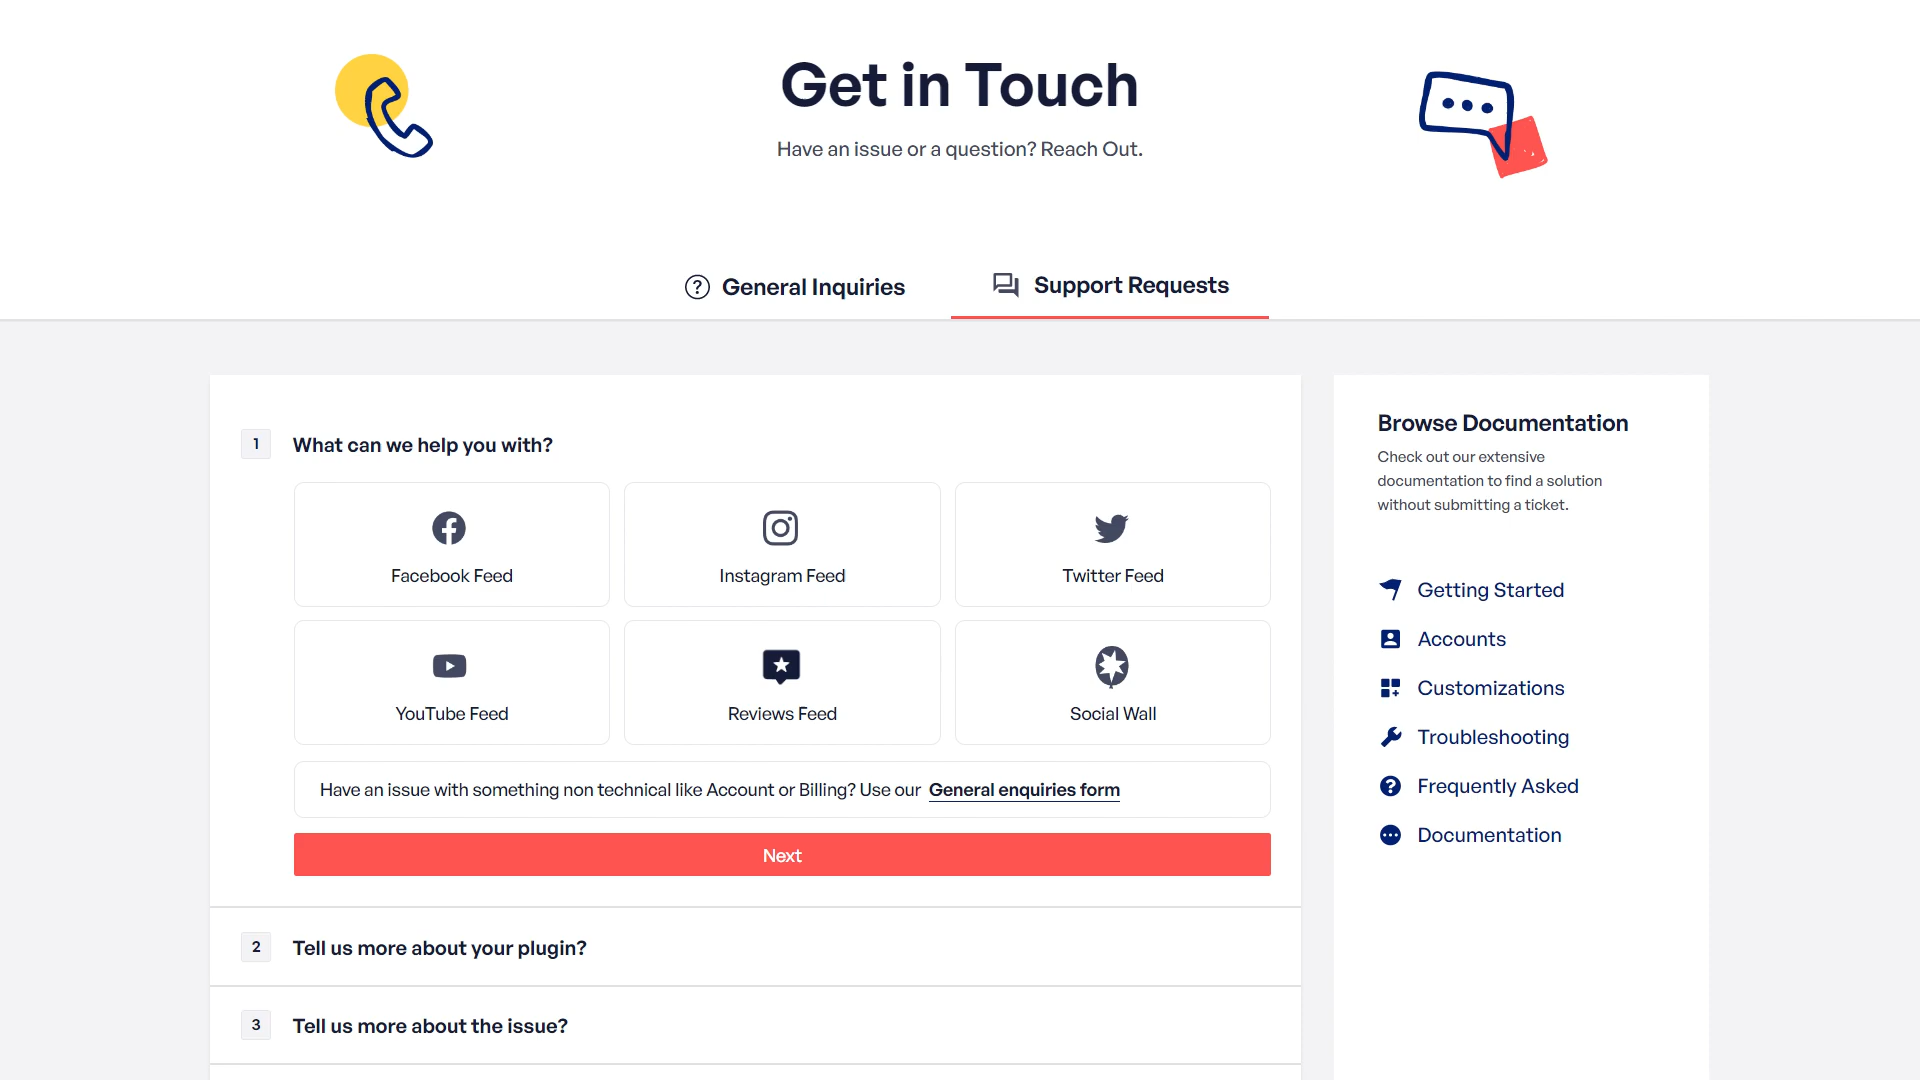 Get in Touch
Have an issue or a question? Reach Out.
General Inquiries
Support Requests
1
What can we help you with?
Facebook Feed
Instagram Feed
Twitter Feed
YouTube Feed
Reviews Feed
Social Wall
Have an issue with something non technical like Account or Billing? Use our General enquiries form
Next
2
Tell us more about your plugin?
3
Tell us more about the issue?
Browse Documentation
Check out our extensive
documentation to find a solution
without submitting a ticket.
Getting Started
Accounts
Customizations
Troubleshooting
Frequently Asked
Documentation